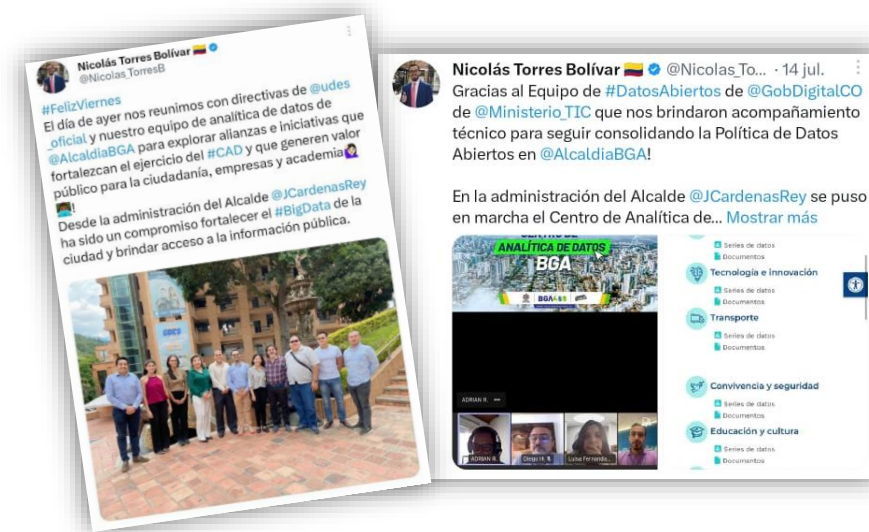 Nicolás Torres Bolívar
@Nicolas_TorresB
#FelizViernes
El día de ayer nos reunimos con directivas de @udes
_oficial y nuestro equipo de analítica de datos de
@AlcaldiaBGA para explorar alianzas e iniciativas que
fortalezcan el ejercicio del #CAD y que generen valor
público para la ciudadanía, empresas y academia🙋🏻‍♀️
👨🏾‍💻!
Desde la administración del Alcalde @JCardenasRey
ha sido un compromiso fortalecer el #BigData de la
ciudad y brindar acceso a la información pública.
Nicolás Torres Bolívar 🇨🇴 @Nicolas_To... · 14 jul.
Gracias al Equipo de #DatosAbiertos de @GobDigitalCO
de @Ministerio_TIC que nos brindaron acompañamiento
técnico para seguir consolidando la Política de Datos
Abiertos en @AlcaldiaBGA!
En la administración del Alcalde @JCardenasRey se puso
en marcha el Centro de Analítica de... Mostrar más
ANALÍTICA DE DATOS
BGA
ADRIAN R.
ADRIAN R.
Diego H.
Luisa Fernanda...
Series de datos
Documentos
Tecnología e innovación
Series de datos
Documentos
Transporte
Series de datos
Documentos
Convivencia y seguridad
Series de datos
Documentos
Educación y cultura
Series de datos
Documentos